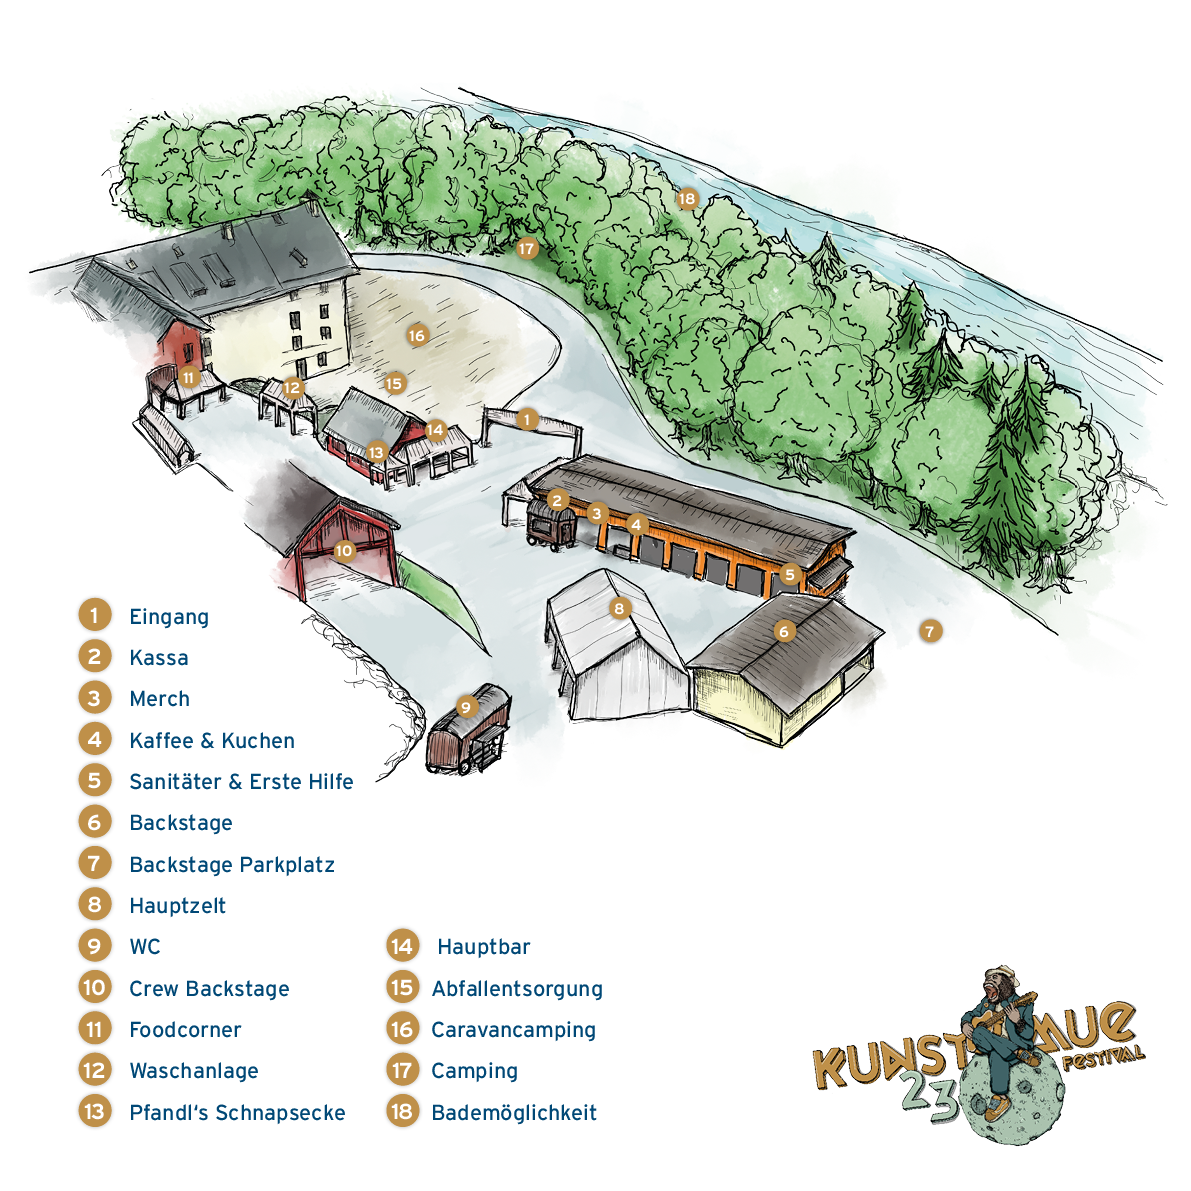 18
17
16
15
12
11
14
1
13
2
3
4
10
5
8
6
7
9
1 Eingang
2 Kassa
3 Merch
4 Kaffee & Kuchen
5 Sanitäter & Erste Hilfe
6 Backstage
7 Backstage Parkplatz
8 Hauptzelt
9 WC
10 Crew Backstage
11 Foodcorner
12 Waschanlage
13 Pfandl's Schnapsecke
14 Hauptbar
15 Abfallentsorgung
16 Caravancamping
17 Camping
18 Bademöglichkeit
KUNST MUE
FESTIVAL
23